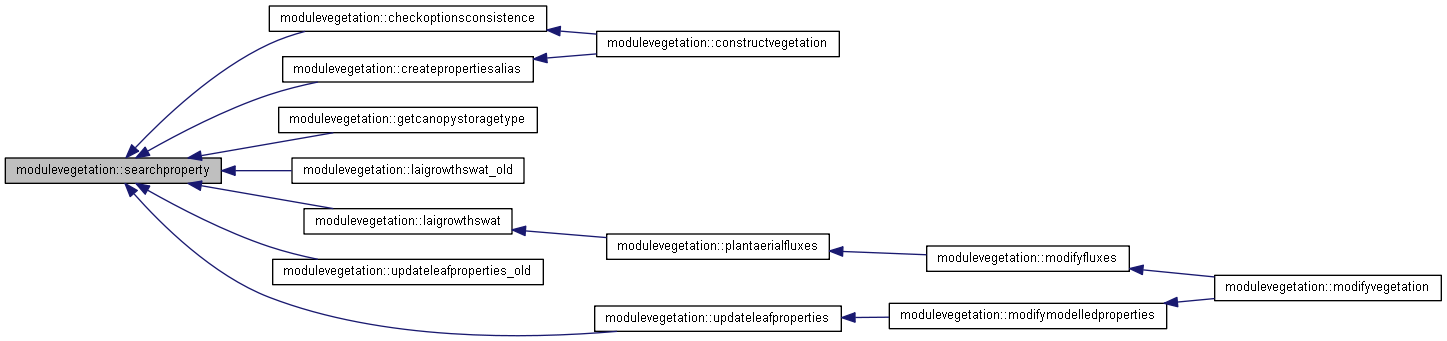 modulevegetation::checkoptionsconsistence
modulevegetation::constructvegetation
modulevegetation::createpropertiesalias
modulevegetation::getcanopystoragetype
modulevegetation::searchproperty
modulevegetation::laigrowthswat_old
modulevegetation::laigrowthswat
modulevegetation::plantaerialfluxes
modulevegetation::modifyfluxes
modulevegetation::updateleafproperties_old
modulevegetation::modifyvegetation
modulevegetation::updateleafproperties
modulevegetation::modifymodelledproperties